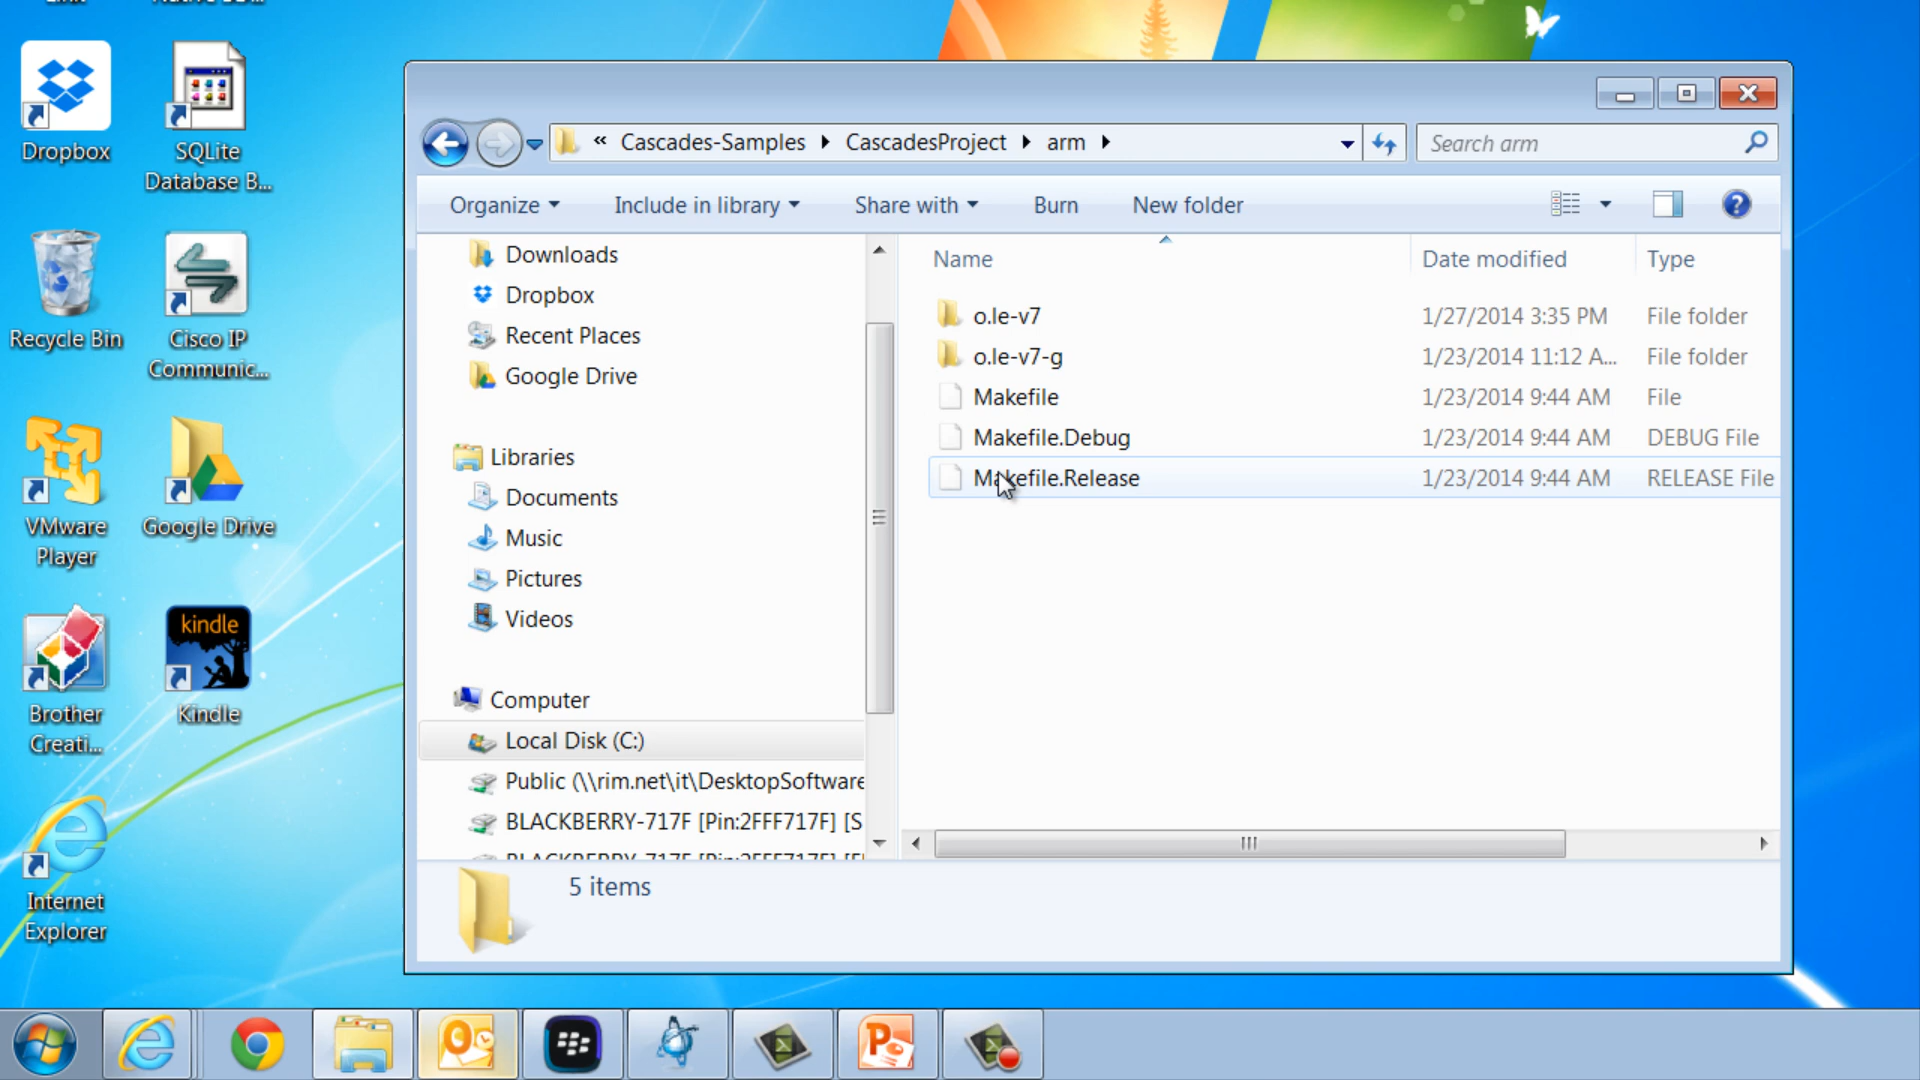 Dropbox
SQLite
Database B...
Recycle Bin
Cisco IP
Communic...
VMware
Player
Google Drive
Brother
Creati...
kindle
Kindle
Internet
Explorer
« Cascades-Samples CascadesProject arm
Search arm
Organize Include in library Share with Burn New folder
Downloads
Dropbox
Recent Places
Google Drive
Libraries
Documents
Music
Pictures
Videos
Computer
Local Disk (C:)
Public (\\rim.net\it\DesktopSoftware
BLACKBERRY-717F [Pin:2FFF717F] [S
Name Date modified Type
o.le-v7 1/27/2014 3:35 PM File folder
o.le-v7-g 1/23/2014 11:12 A... File folder
Makefile 1/23/2014 9:44 AM File
Makefile.Debug 1/23/2014 9:44 AM DEBUG File
Makefile.Release 1/23/2014 9:44 AM RELEASE File
5 items